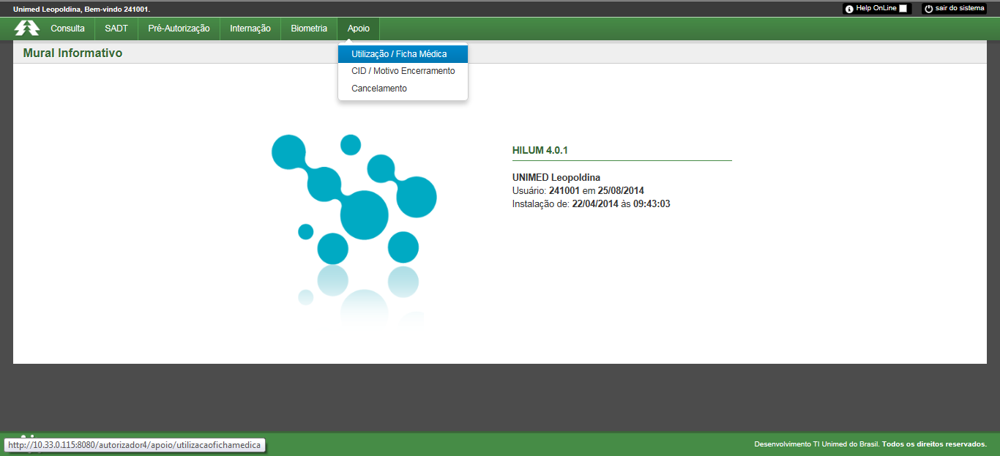 Unimed Leopoldina, Bem-vindo 241001.
Help OnLine
sair do sistema
Consulta
SADT
Pré-Autorização
Internação
Biometria
Apoio
Mural Informativo
Utilização / Ficha Médica
CID / Motivo Encerramento
Cancelamento
HILUM 4.0.1
UNIMED Leopoldina
Usuário: 241001 em 25/08/2014
Instalação de: 22/04/2014 às 09:43:03
http://10.33.0.115:8080/autorizador4/apoio/utilizacaofichamedica
Desenvolvimento TI Unimed do Brasil. Todos os direitos reservados.